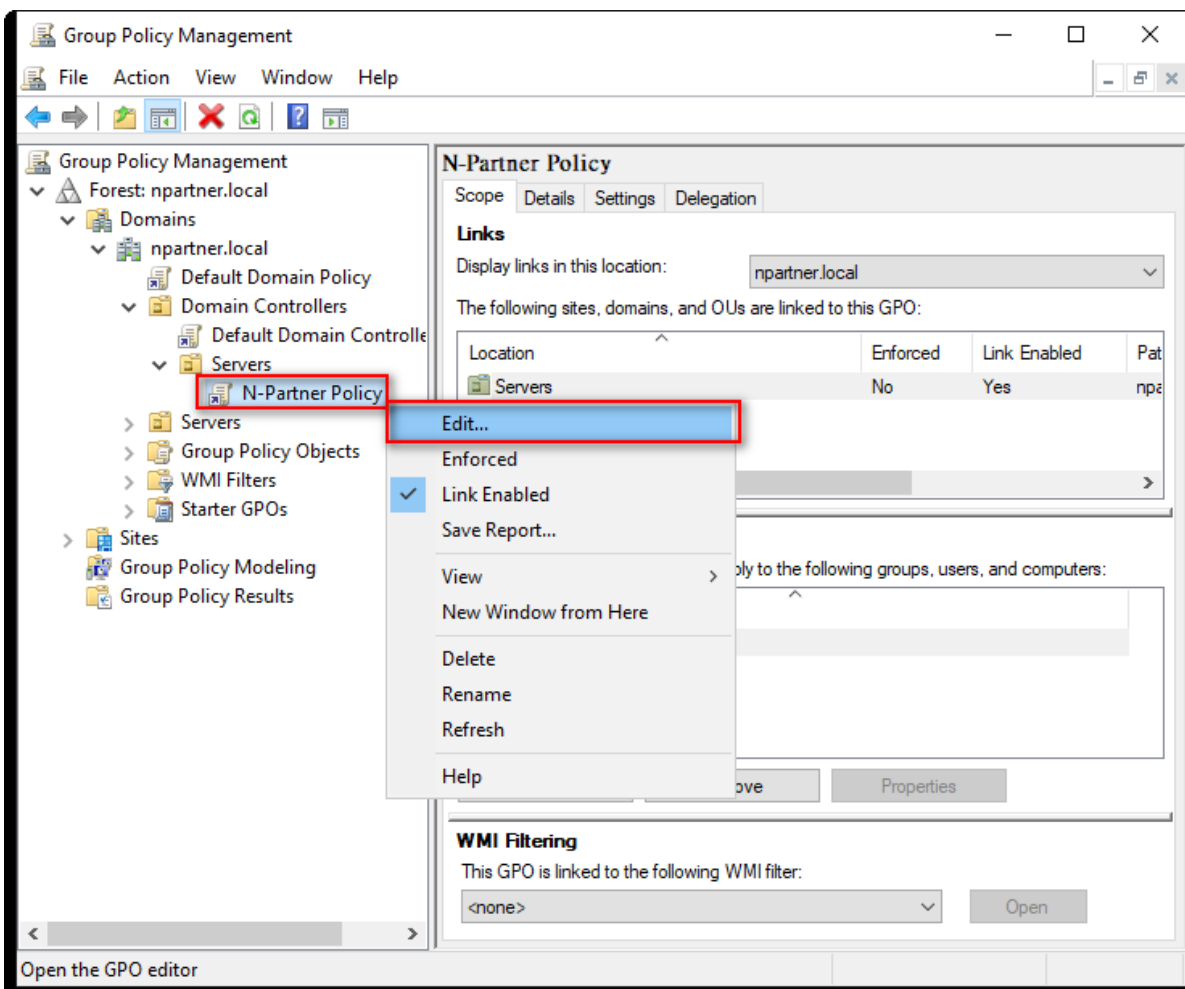 Group Policy Management
File Action View Window Help
Group Policy Management
Forest: npartner.local
Domains
npartner.local
Default Domain Policy
Domain Controllers
Default Domain Controlle
Servers
N-Partner Policy
Servers
Group Policy Objects
WMI Filters
Starter GPOs
Sites
Group Policy Modeling
Group Policy Results
N-Partner Policy
Scope Details Settings Delegation
Links
Display links in this location: npartner.local
The following sites, domains, and OUs are linked to this GPO:
Location Enforced Link Enabled Pat
Servers No Yes npa
Edit...
Enforced
Link Enabled
Save Report...
View
New Window from Here
Delete
Rename
Refresh
Help
ply to the following groups, users, and computers:
ove Properties
WMI Filtering
This GPO is linked to the following WMI filter:
<none> Open
Open the GPO editor